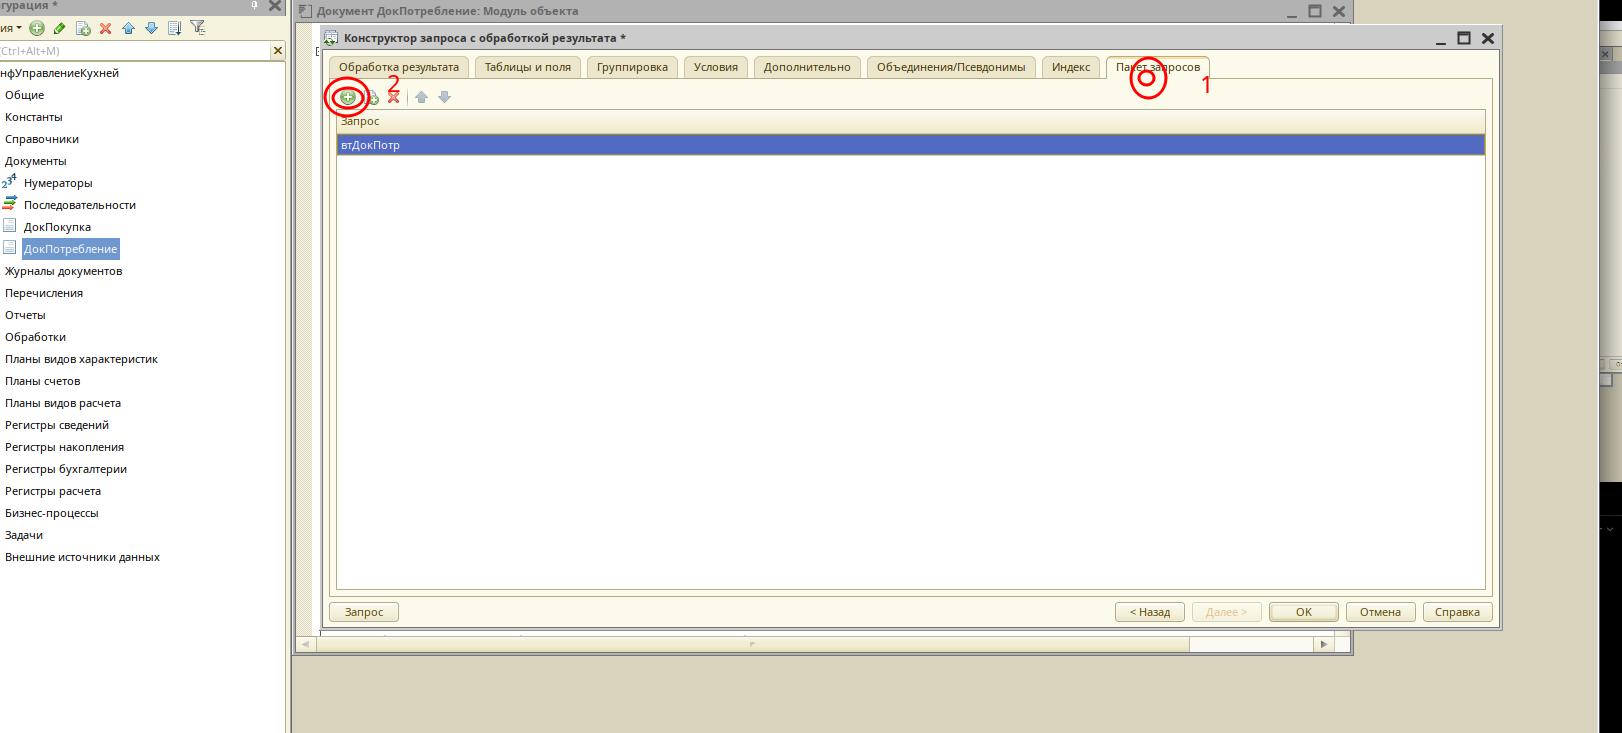 гурация *
Документ ДокПотребление: Модуль объекта
ия
(Ctrl+Alt+M)
нфУправлениеКухней
Общие
Константы
Справочники
Документы
Нумераторы
Последовательности
ДокПокупка
ДокПотребление
Журналы документов
Перечисления
Отчеты
Обработки
Планы видов характеристик
Планы счетов
Планы видов расчета
Регистры сведений
Регистры накопления
Регистры бухгалтерии
Регистры расчета
Бизнес-процессы
Задачи
Внешние источники данных
Конструктор запроса с обработкой результата *
Обработка результата
Таблицы и поля
Группировка
Условия
Дополнительно
Объединения/Псевдонимы
Индекс
Пакет запросов
1
2
Запрос
втДокПотр
Запрос
< Назад
Далее >
OK
Отмена
Справка